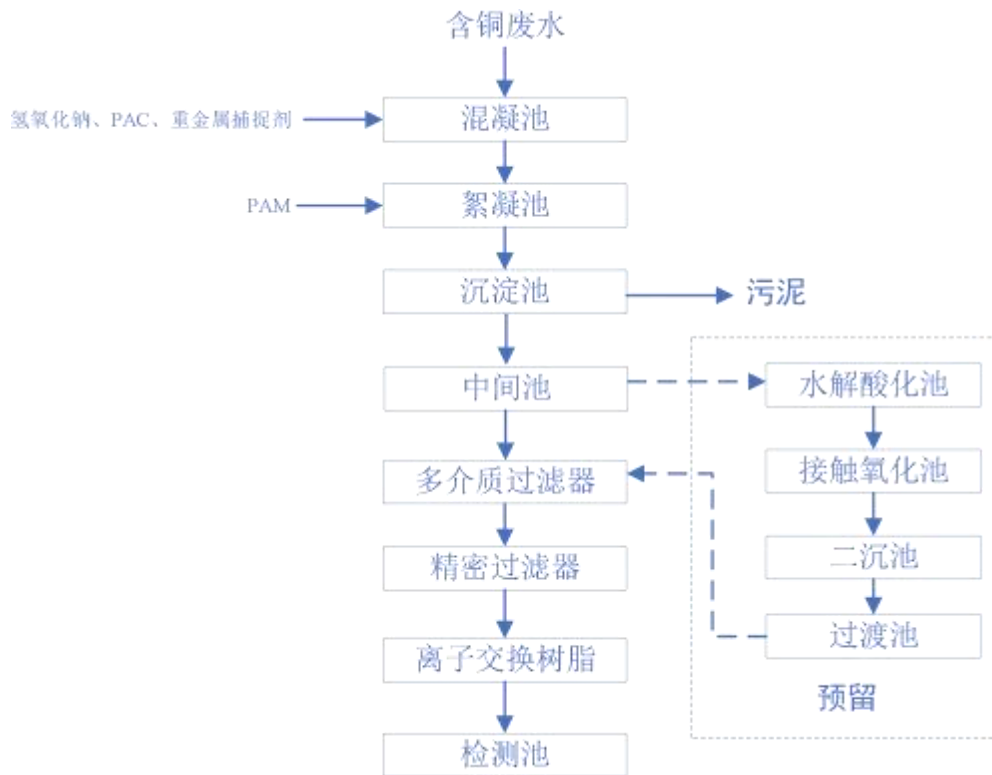 含铜废水
氢氧化钠、PAC、重金属捕捉剂
混凝池
PAM
絮凝池
沉淀池
污泥
中间池
水解酸化池
多介质过滤器
接触氧化池
精密过滤器
二沉池
离子交换树脂
过渡池
预留
检测池